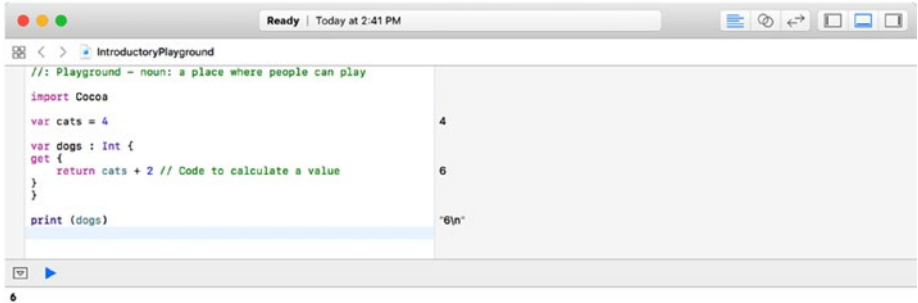 Ready | Today at 2:41 PM
IntroductoryPlayground
//: Playground – noun: a place where people can play
import Cocoa
var cats = 4
4
var dogs : Int {
get {
return cats + 2 // Code to calculate a value
6
}
}
print (dogs)
"6\n"
6